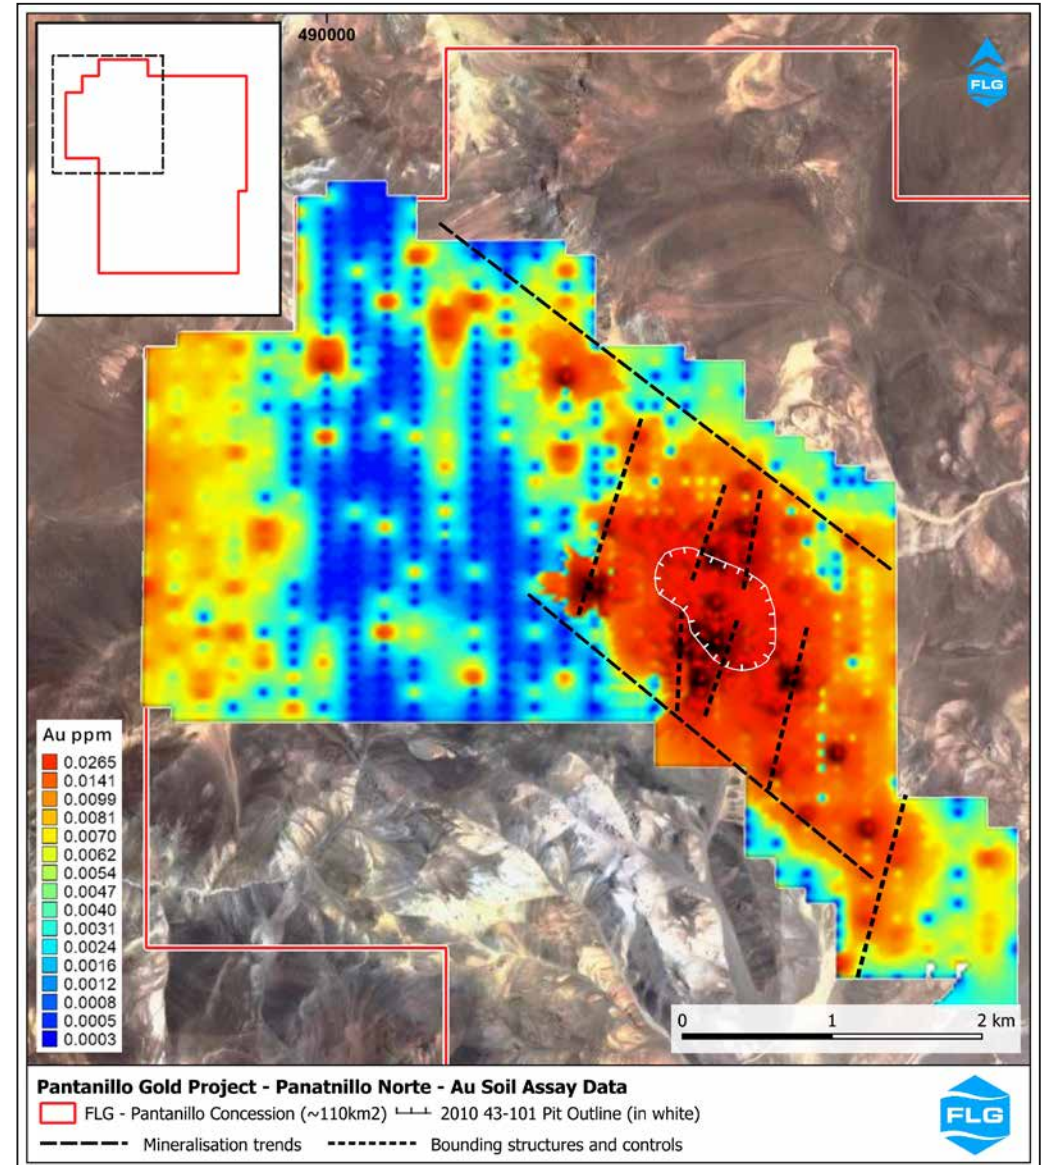 490000
FLG
Au ppm
0.0265
0.0141
0.0099
0.0081
0.0070
0.0062
0.0054
0.0047
0.0040
0.0031
0.0024
0.0016
0.0012
0.0008
0.0005
0.0003
0 1 2 km
Pantanillo Gold Project - Panatnillo Norte - Au Soil Assay Data
FLG - Pantanillo Concession (~110km2) 2010 43-101 Pit Outline (in white)
Mineralisation trends Bounding structures and controls
FLG